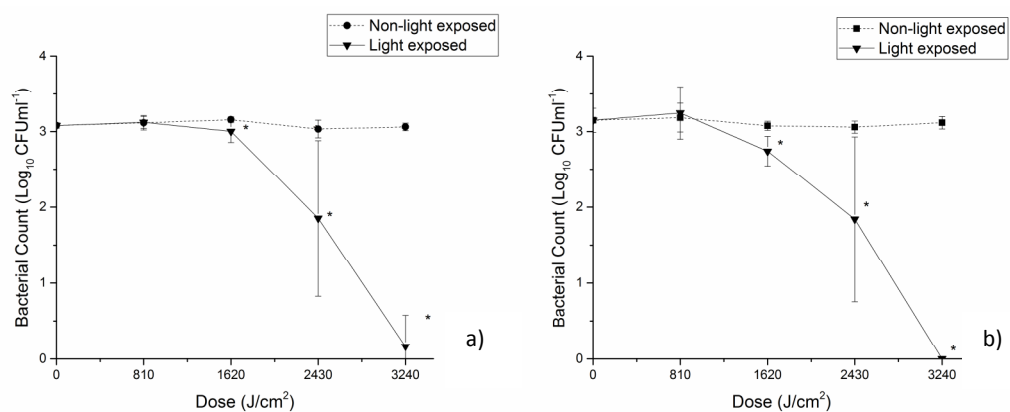 Non-light exposed
Light exposed
4
3
2
1
0
Bacterial Count (Log₁₀ CFUml⁻¹)
*
*
*
a)
0 810 1620 2430 3240
Dose (J/cm²)
Non-light exposed
Light exposed
4
3
2
1
0
Bacterial Count (Log₁₀ CFUml⁻¹)
*
*
*
b)
0 810 1620 2430 3240
Dose (J/cm²)